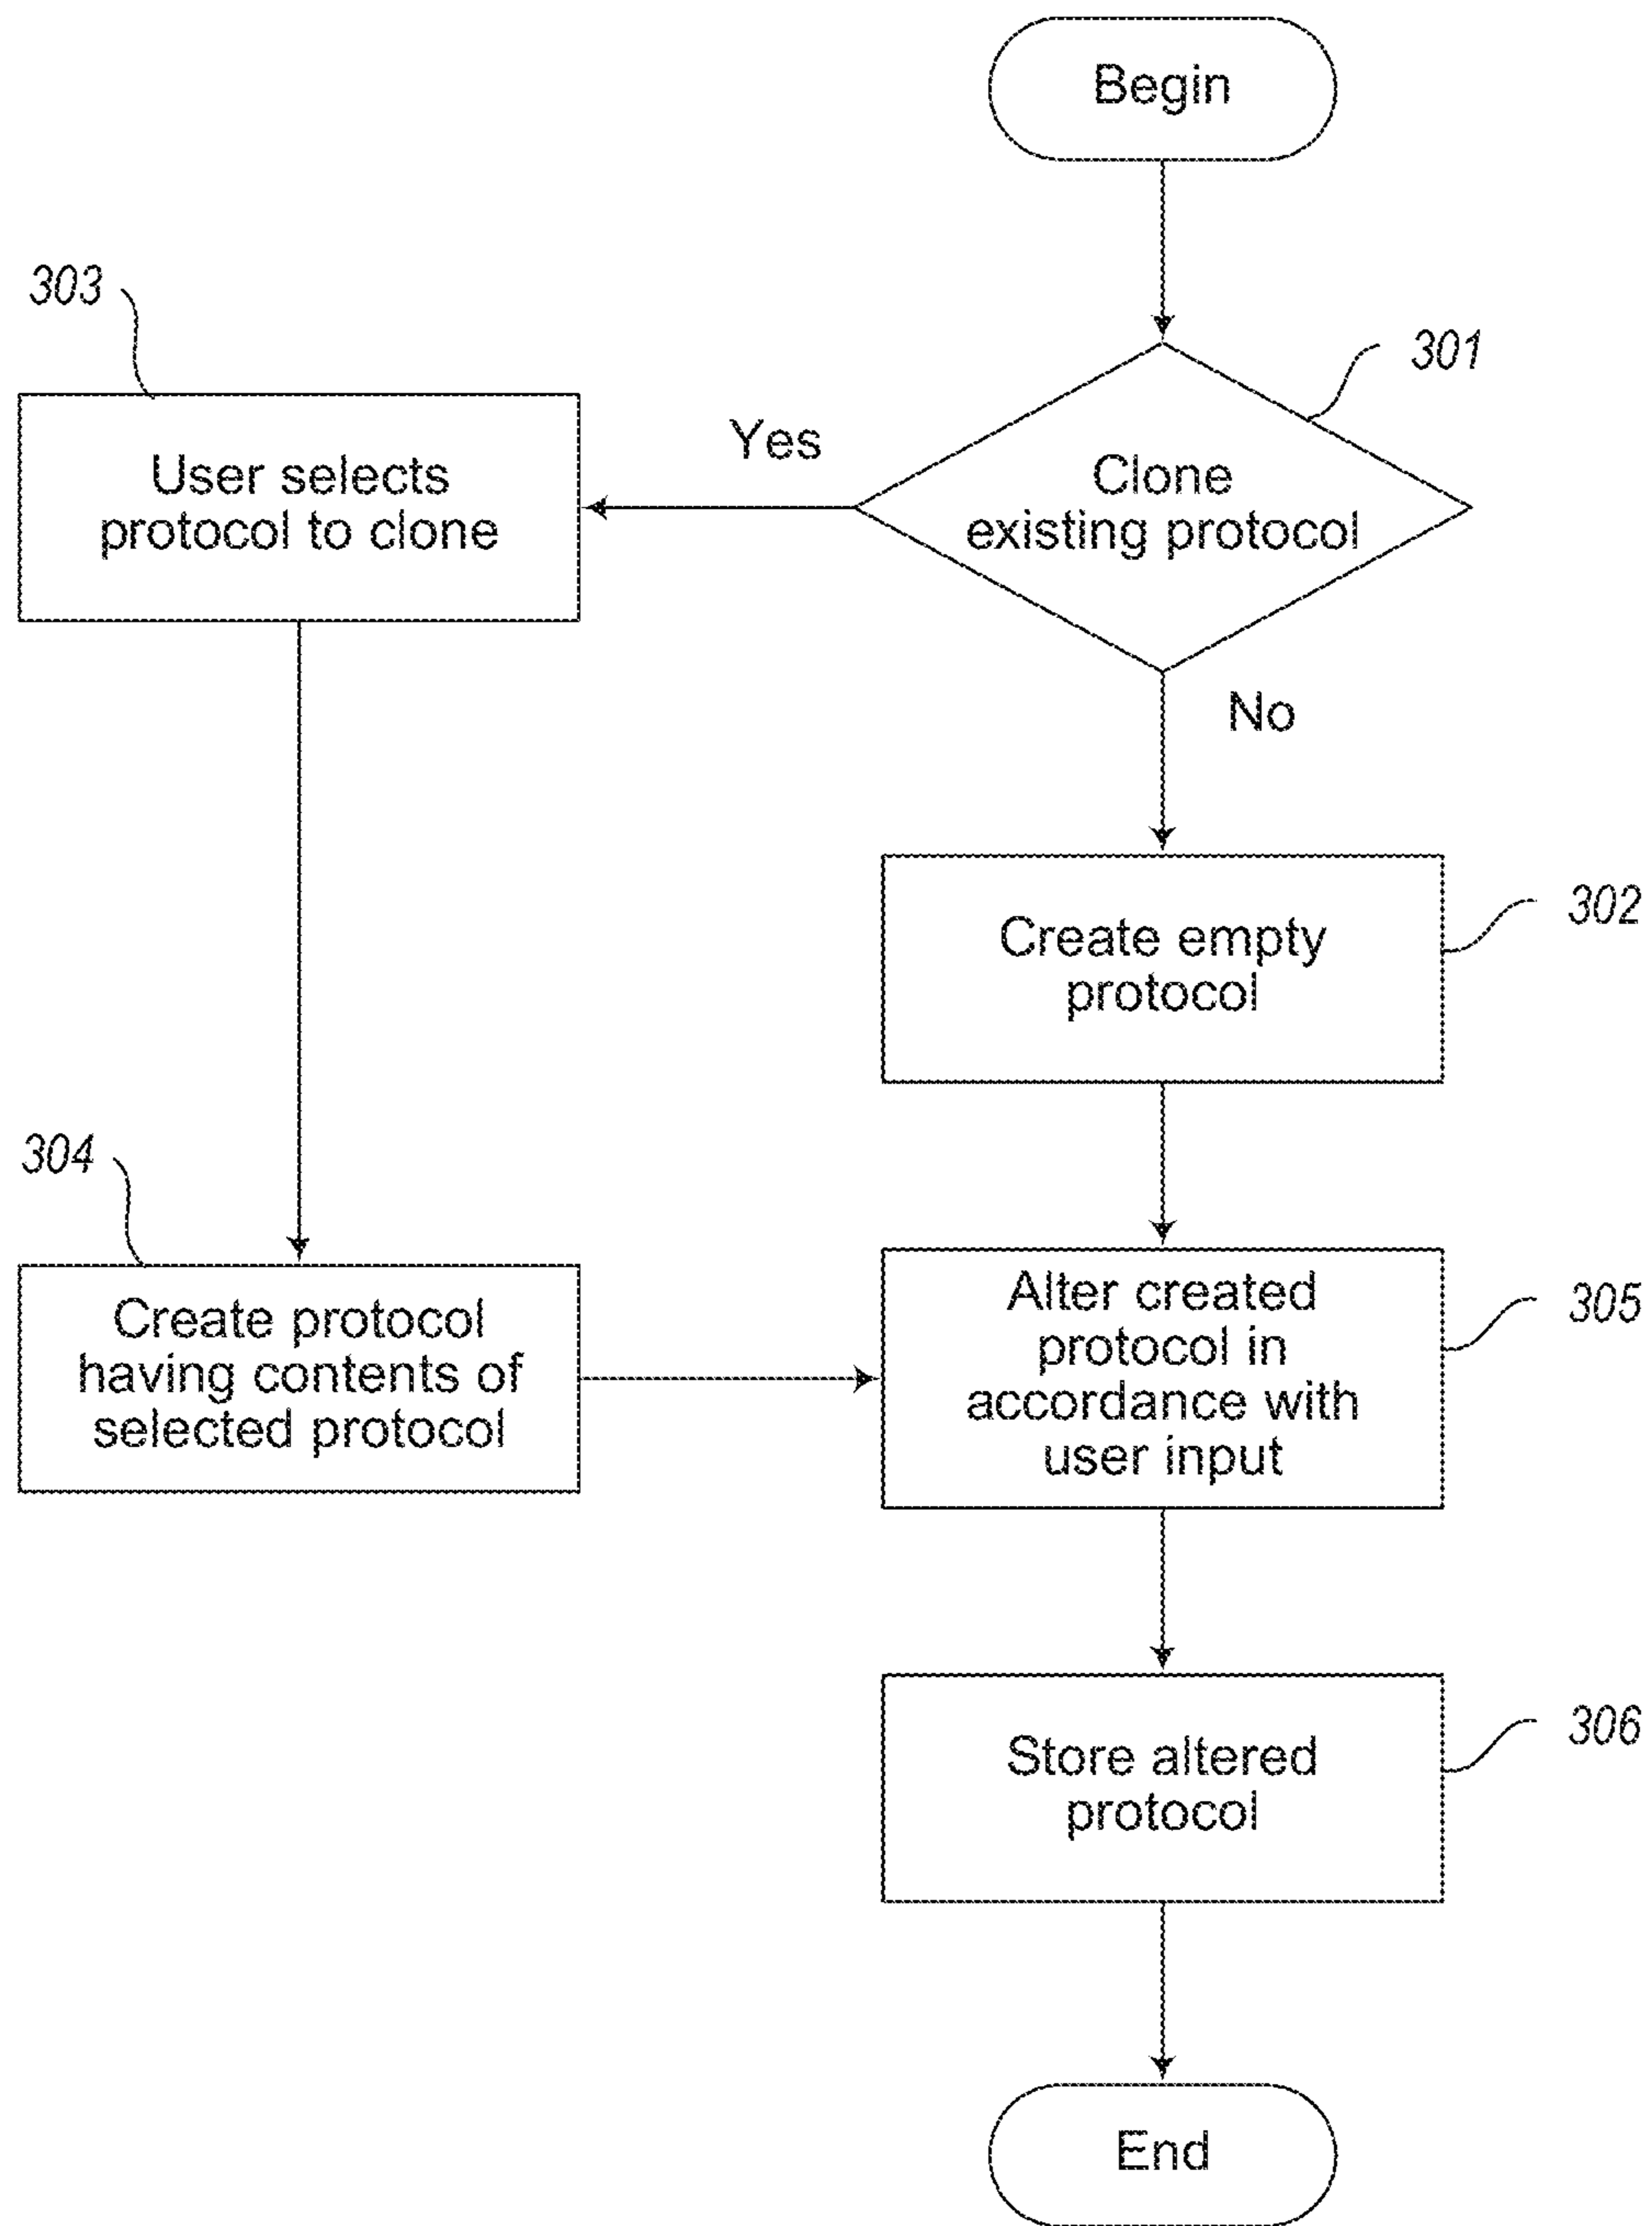 Begin
303
301
Yes
User selects
protocol to clone
Clone
existing protocol
No
302
Create empty
protocol
304
Create protocol
having contents of
selected protocol
305
Alter created
protocol in
accordance with
user input
306
Store altered
protocol
End